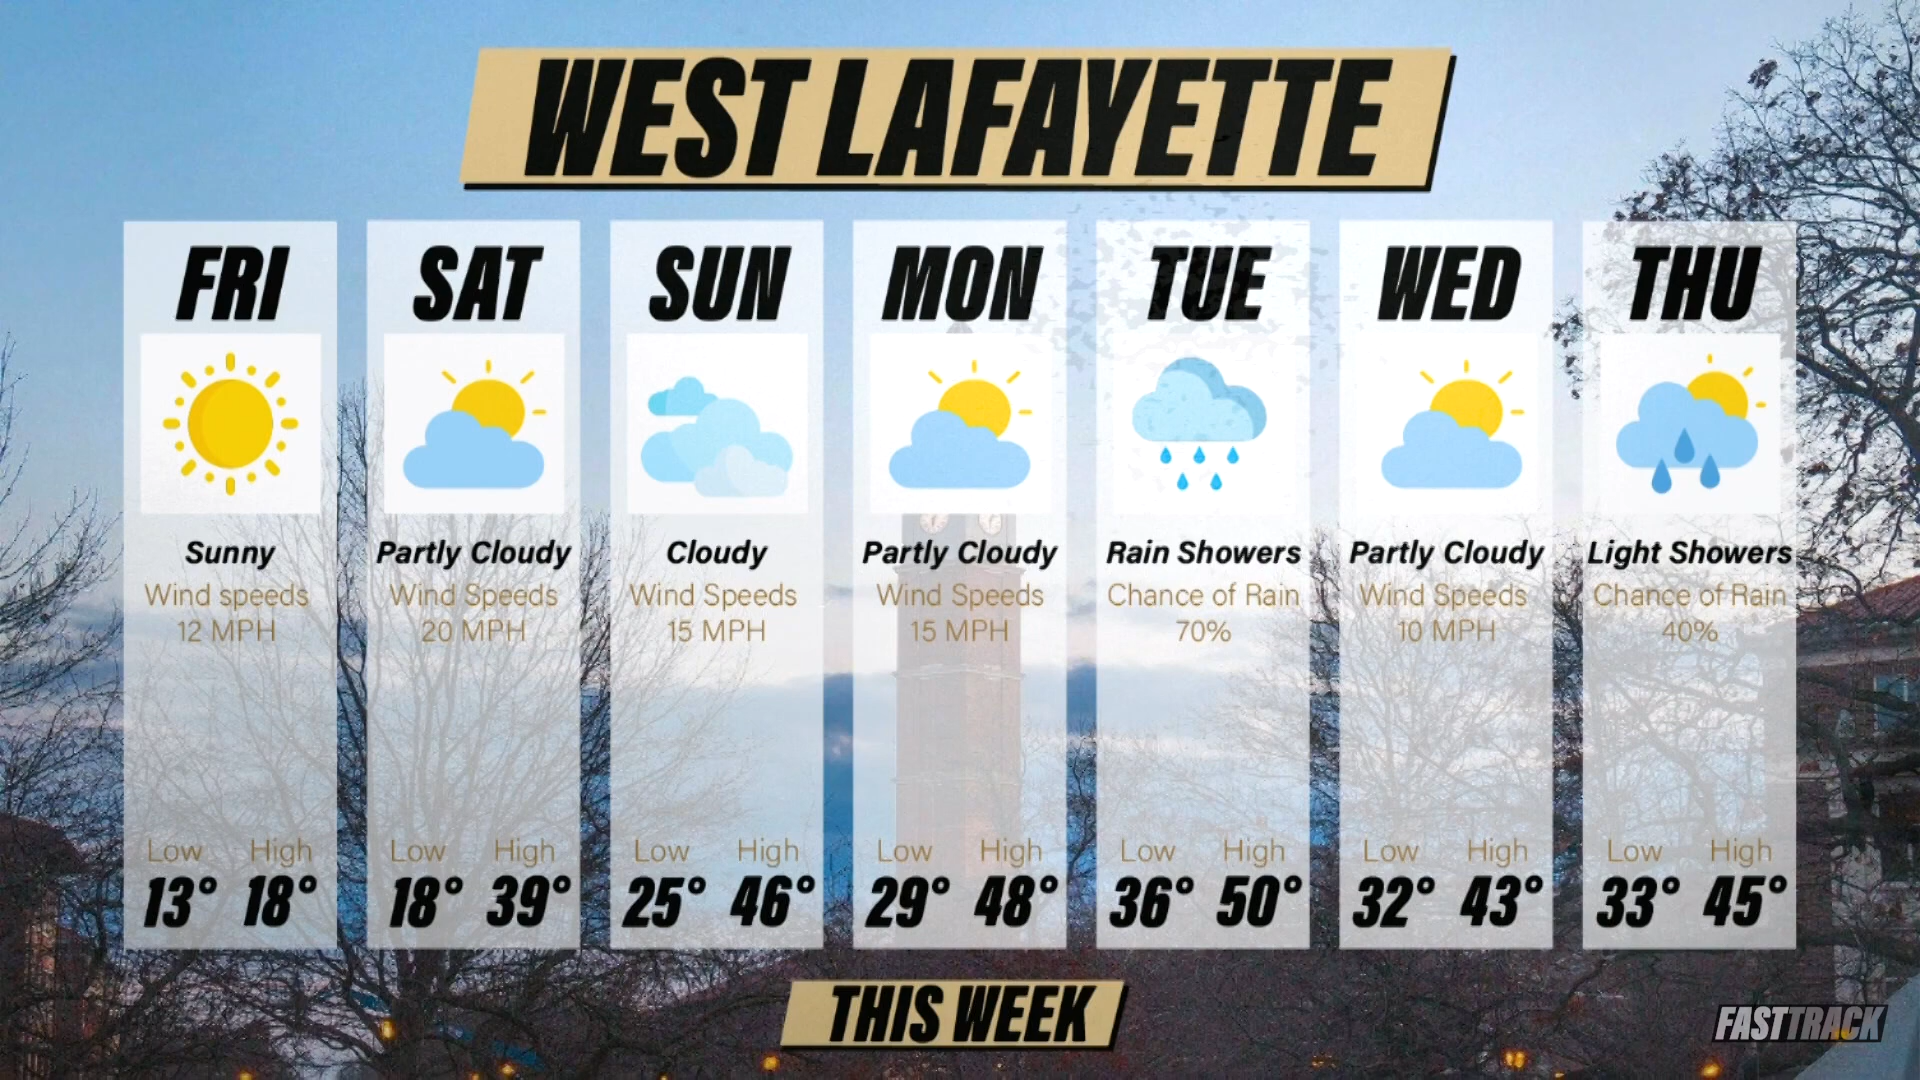 WEST LAFAYETTE
FRI
Sunny
Wind speeds
12 MPH
Low High
13° 18°
SAT
Partly Cloudy
Wind Speeds
20 MPH
Low High
18° 39°
SUN
Cloudy
Wind Speeds
15 MPH
Low High
25° 46°
MON
Partly Cloudy
Wind Speeds
15 MPH
Low High
29° 48°
TUE
Rain Showers
Chance of Rain
70%
Low High
36° 50°
WED
Partly Cloudy
Wind Speeds
10 MPH
Low High
32° 43°
THU
Light Showers
Chance of Rain
40%
Low High
33° 45°
THIS WEEK
FASTTRACK